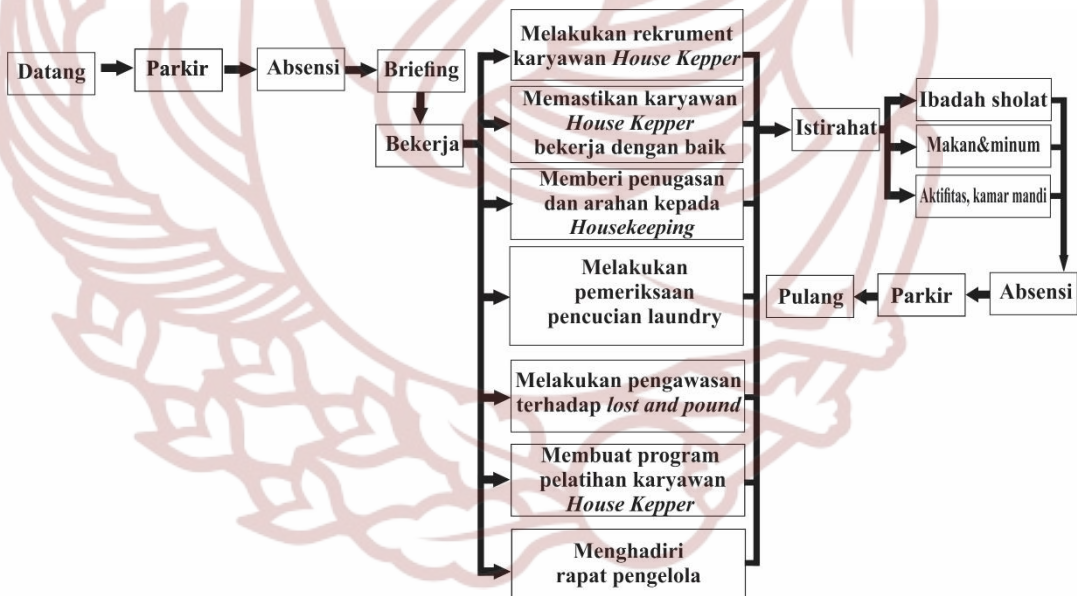 Datang
Parkir
Absensi
Briefing
Bekerja
Melakukan rekrument
karyawan House Kepper
Memastikan karyawan
House Kepper
bekerja dengan baik
Memberi penugasan
dan arahan kepada
Housekeeping
Melakukan
pemeriksaan
pencucian laundry
Melakukan pengawasan
terhadap lost and pound
Membuat program
pelatihan karyawan
House Kepper
Menghadiri
rapat pengelola
Istirahat
Ibadah sholat
Makan&minum
Aktifitas, kamar mandi
Absensi
Parkir
Pulang